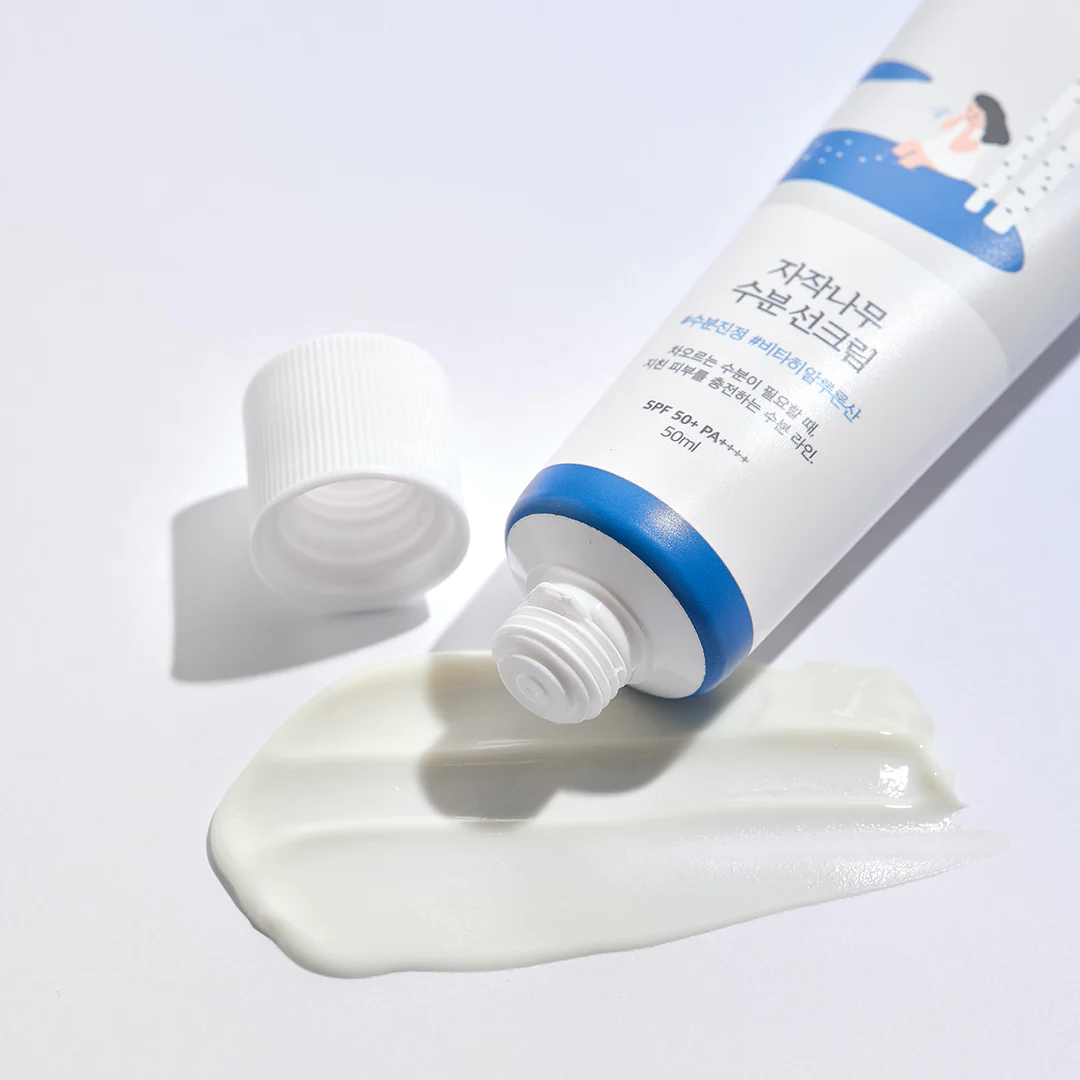 자작나무
수분 선크림
#수분진정 #비타히알루론산
차오르는 수분이 필요할 때,
지친 피부를 충전하는 수분 라인.
SPF 50+ PA++++
50ml